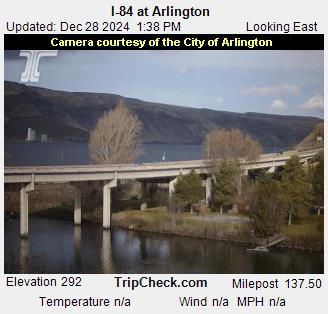 I-84 at Arlington
Updated: Dec 28 2024 1:38 PM Looking East
Camera courtesy of the City of Arlington
Elevation 292 TripCheck.com Milepost 137.50
Temperature n/a Wind n/a MPH n/a